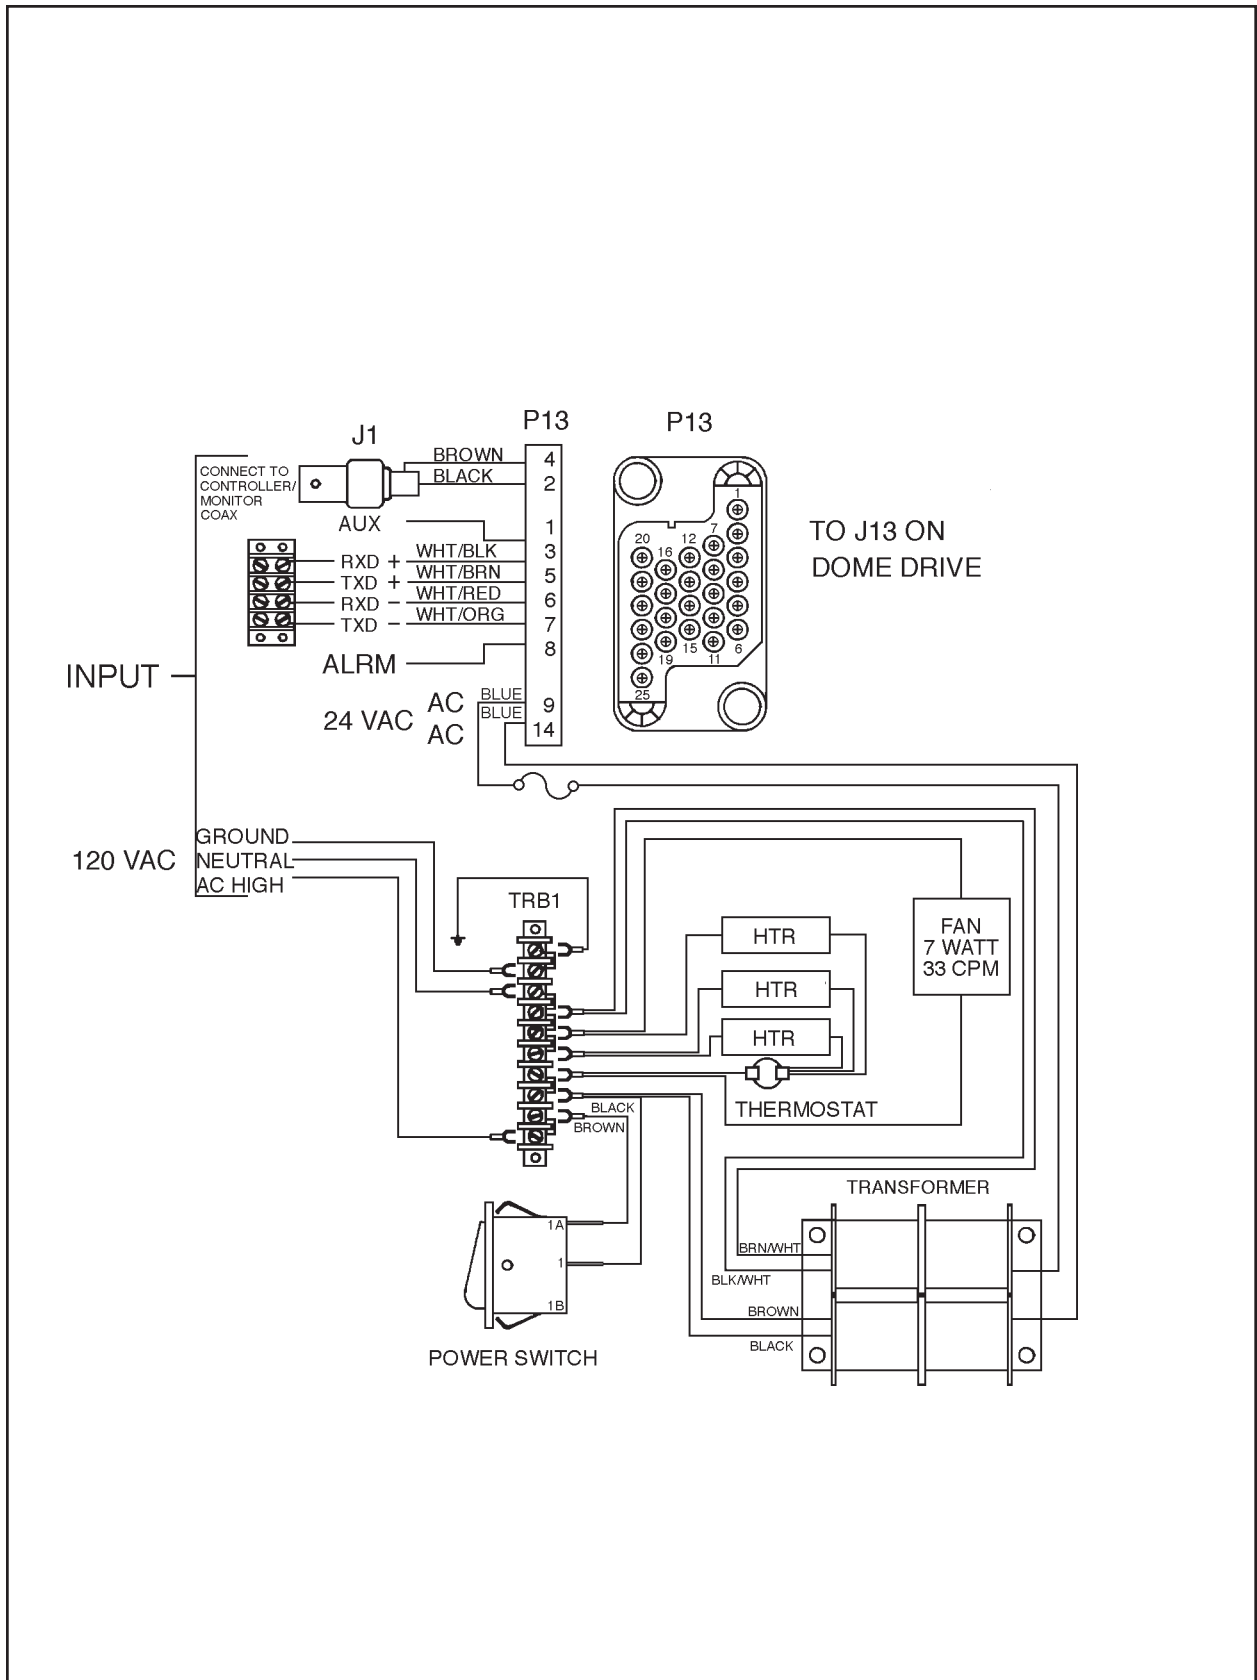 P13
P13
J1
CONNECT TO
CONTROLLER/
MONITOR
COAX
BROWN
BLACK
4
2
AUX
1
RXD + WHT/BLK 3
TXD + WHT/BRN 5
RXD - WHT/RED 6
TXD - WHT/ORG 7
ALRM 8
INPUT
24 VAC
AC BLUE 9
AC BLUE 14
1
7
12
16
20
6
11
15
19
25
TO J13 ON
DOME DRIVE
120 VAC
GROUND
NEUTRAL
AC HIGH
TRB1
HTR
HTR
HTR
FAN
7 WATT
33 CPM
THERMOSTAT
BLACK
BROWN
1A
1
1B
POWER SWITCH
TRANSFORMER
BRN/WHT
BLK/WHT
BROWN
BLACK